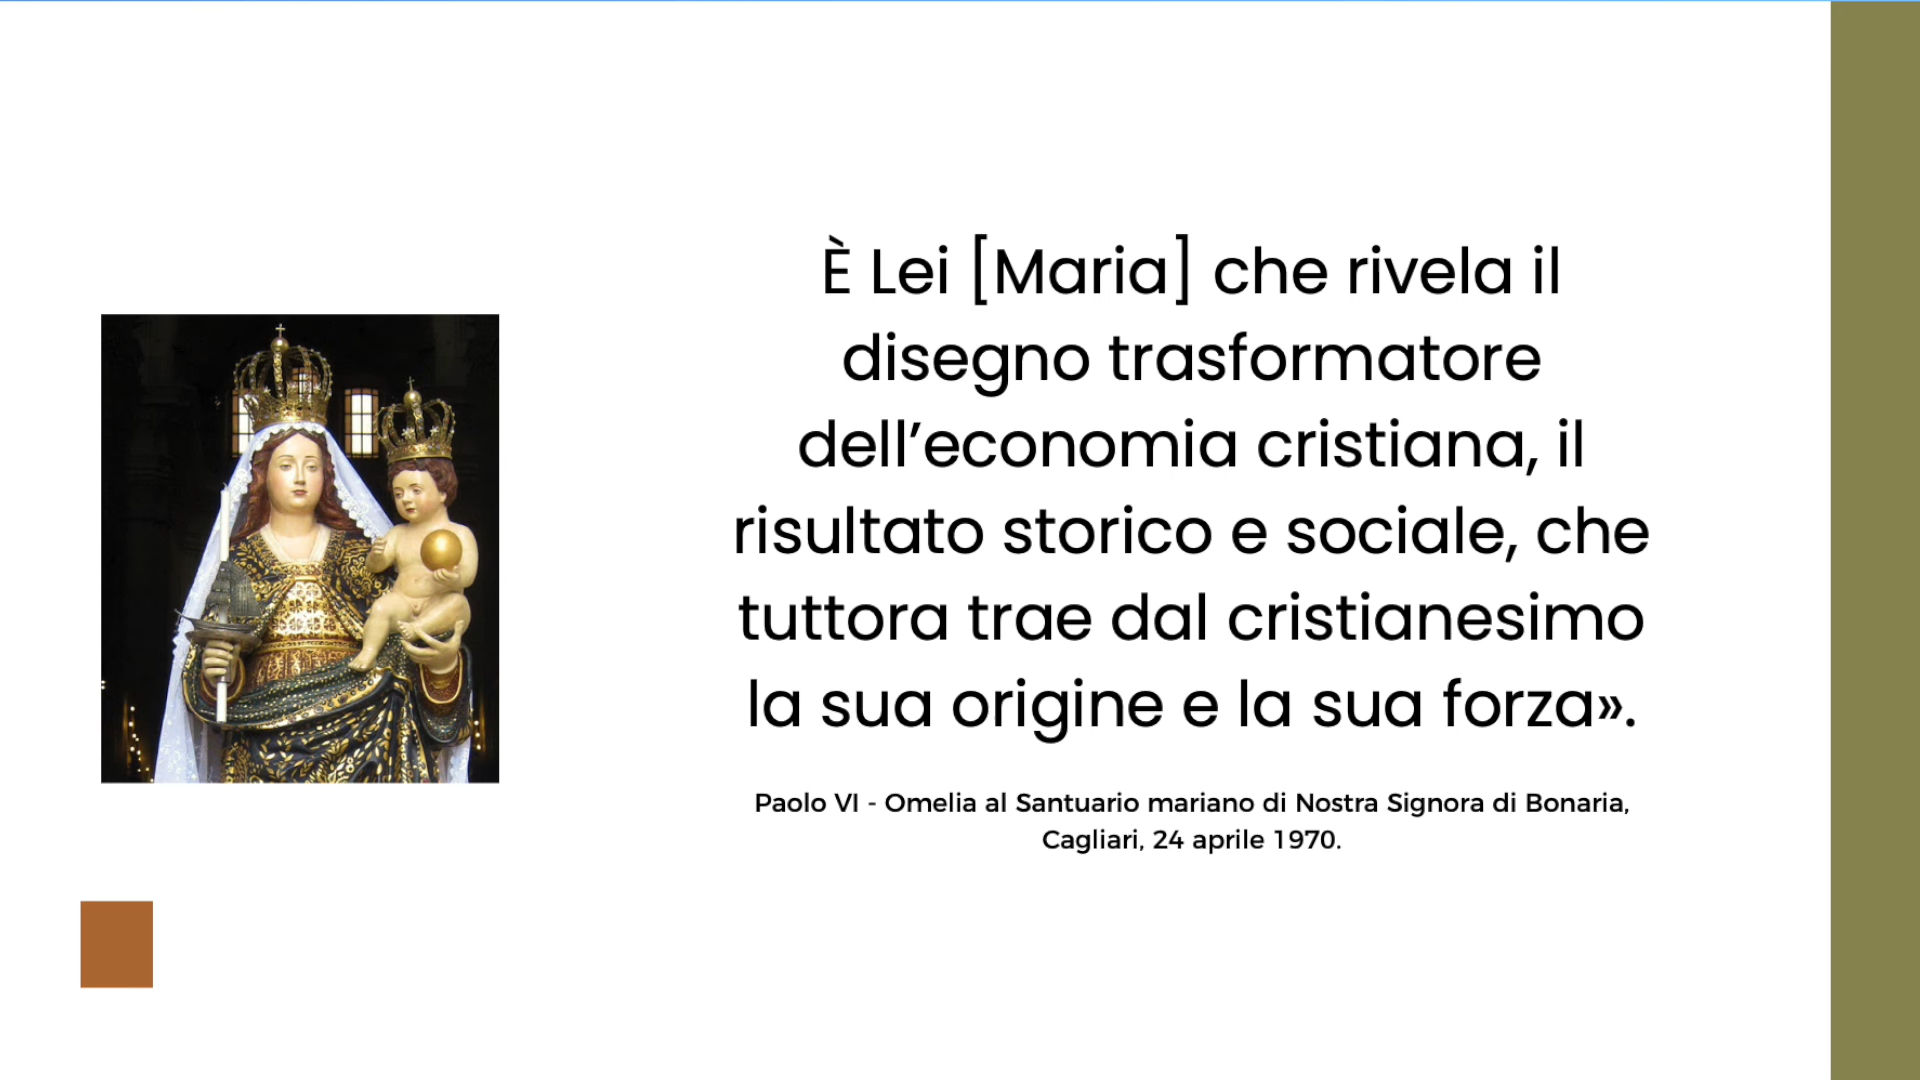 È Lei [Maria] che rivela il
disegno trasformatore
dell’economia cristiana, il
risultato storico e sociale, che
tuttora trae dal cristianesimo
la sua origine e la sua forza».
Paolo VI - Omelia al Santuario mariano di Nostra Signora di Bonaria,
Cagliari, 24 aprile 1970.